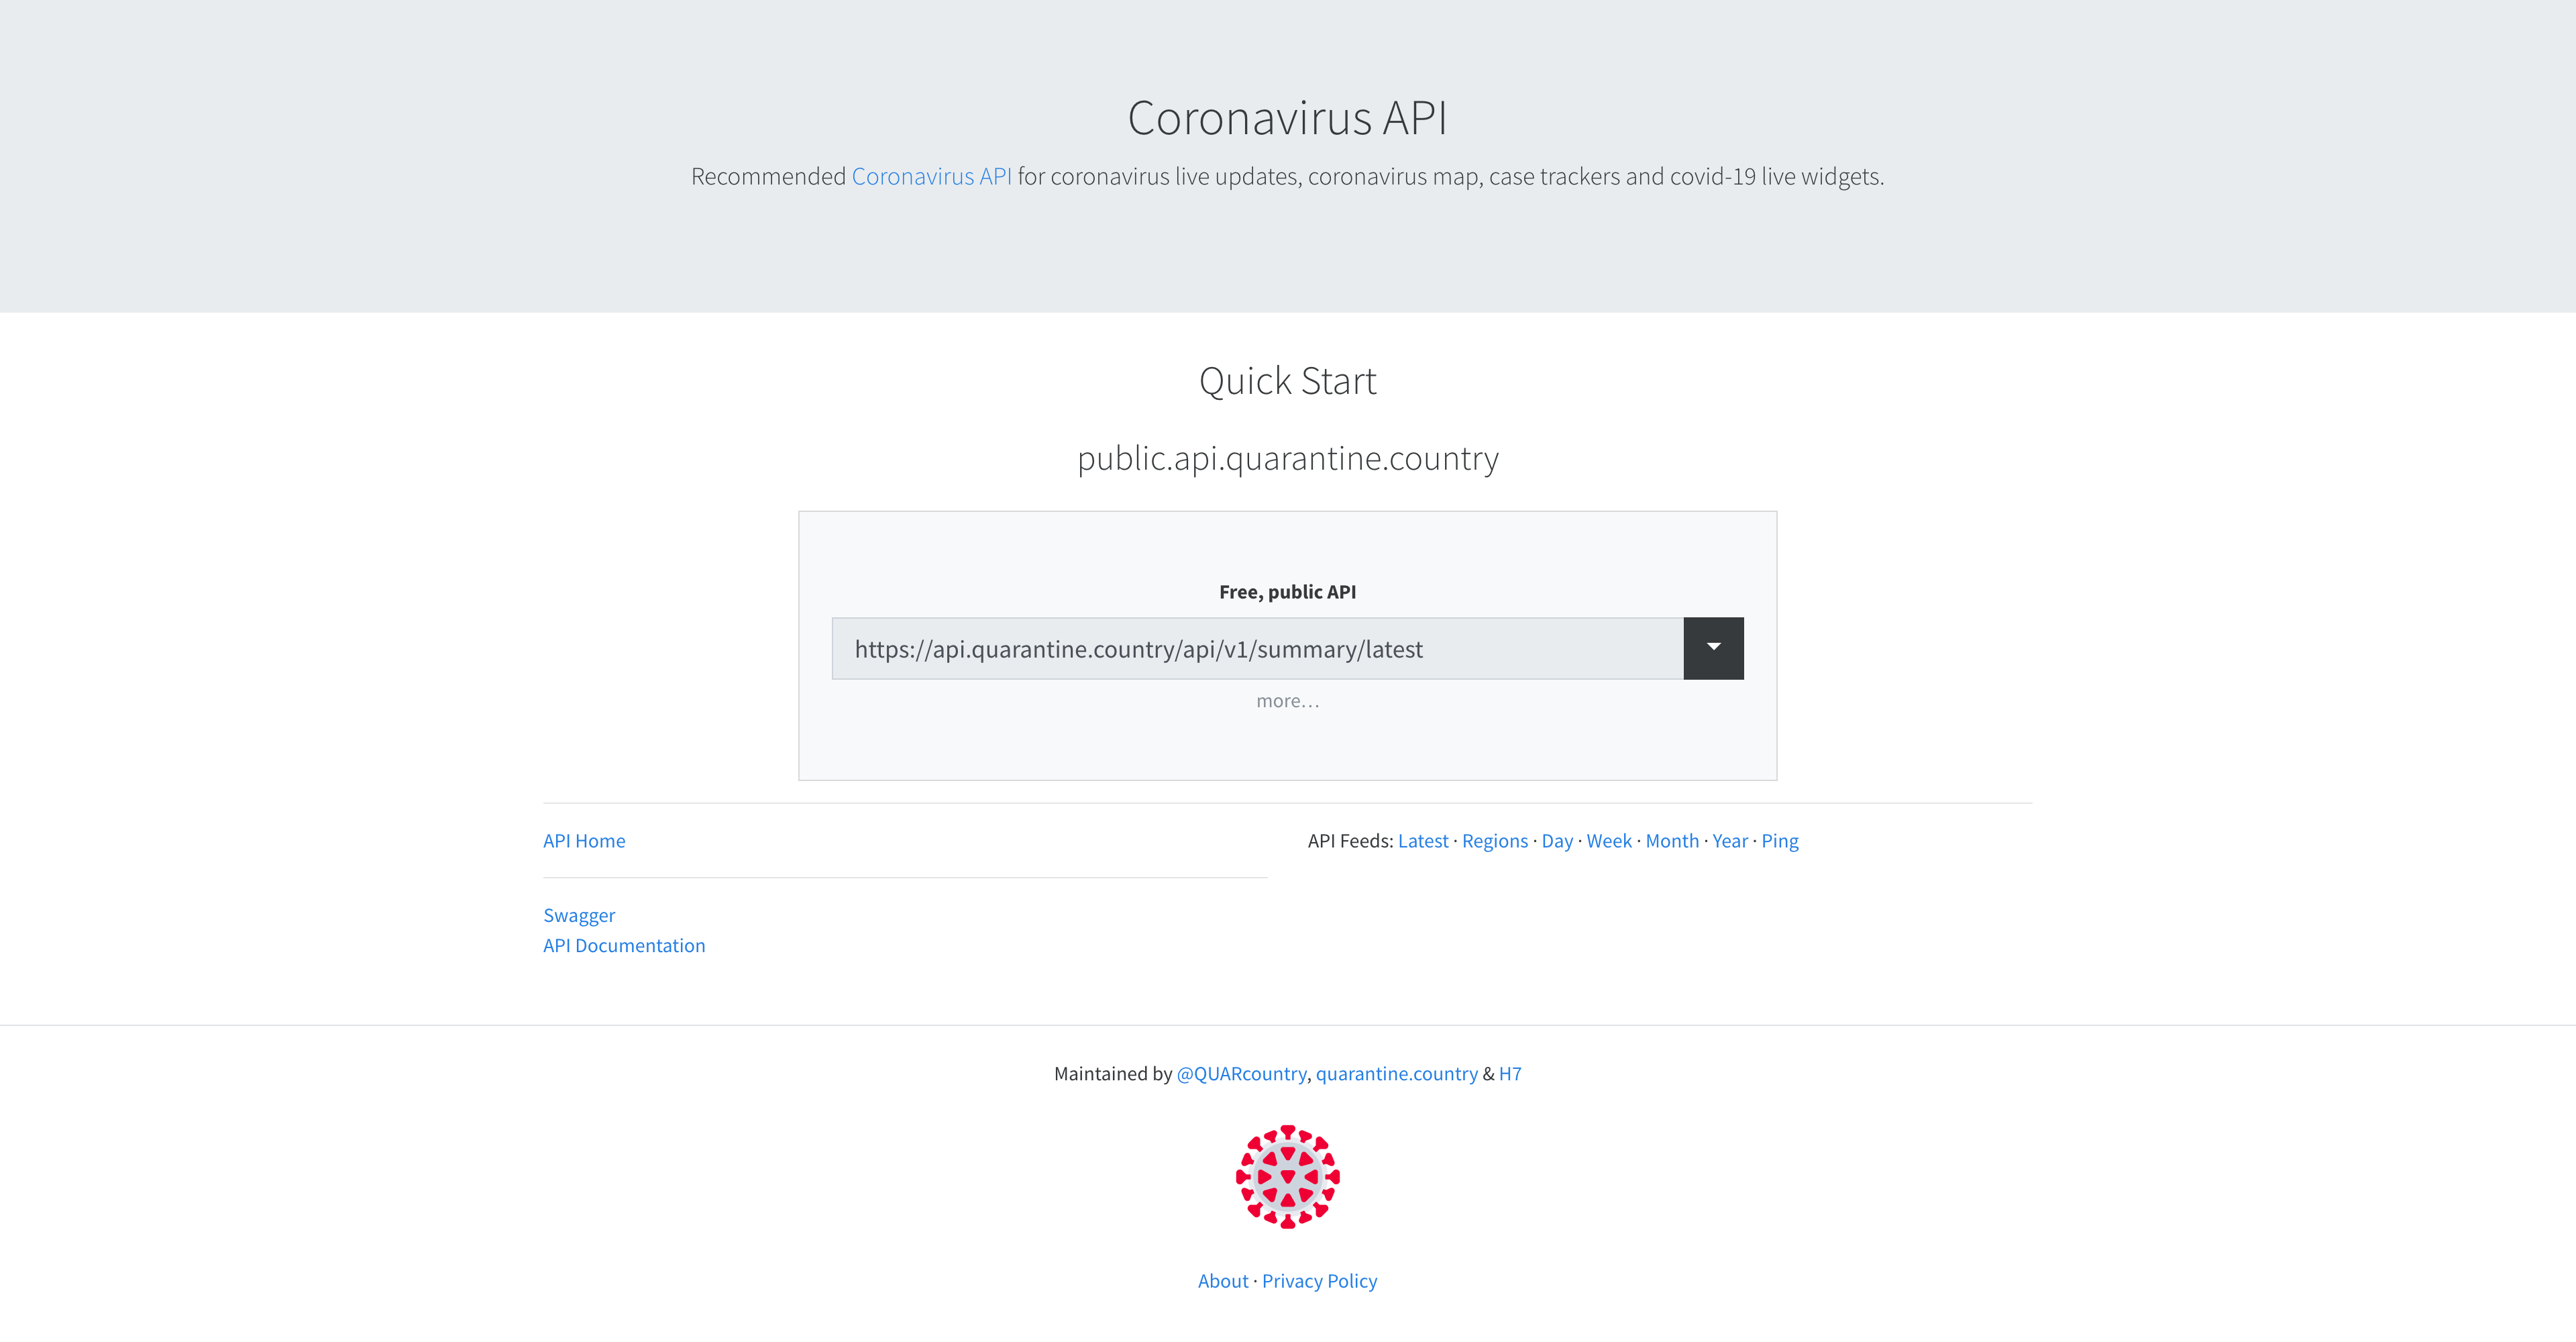 Coronavirus API
Recommended Coronavirus API for coronavirus live updates, coronavirus map, case trackers and covid-19 live widgets.
Quick Start
public.api.quarantine.country
Free, public API
https://api.quarantine.country/api/v1/summary/latest
more…
API Home
API Feeds: Latest · Regions · Day · Week · Month · Year · Ping
Swagger
API Documentation
Maintained by @QUARcountry, quarantine.country & H7
About · Privacy Policy